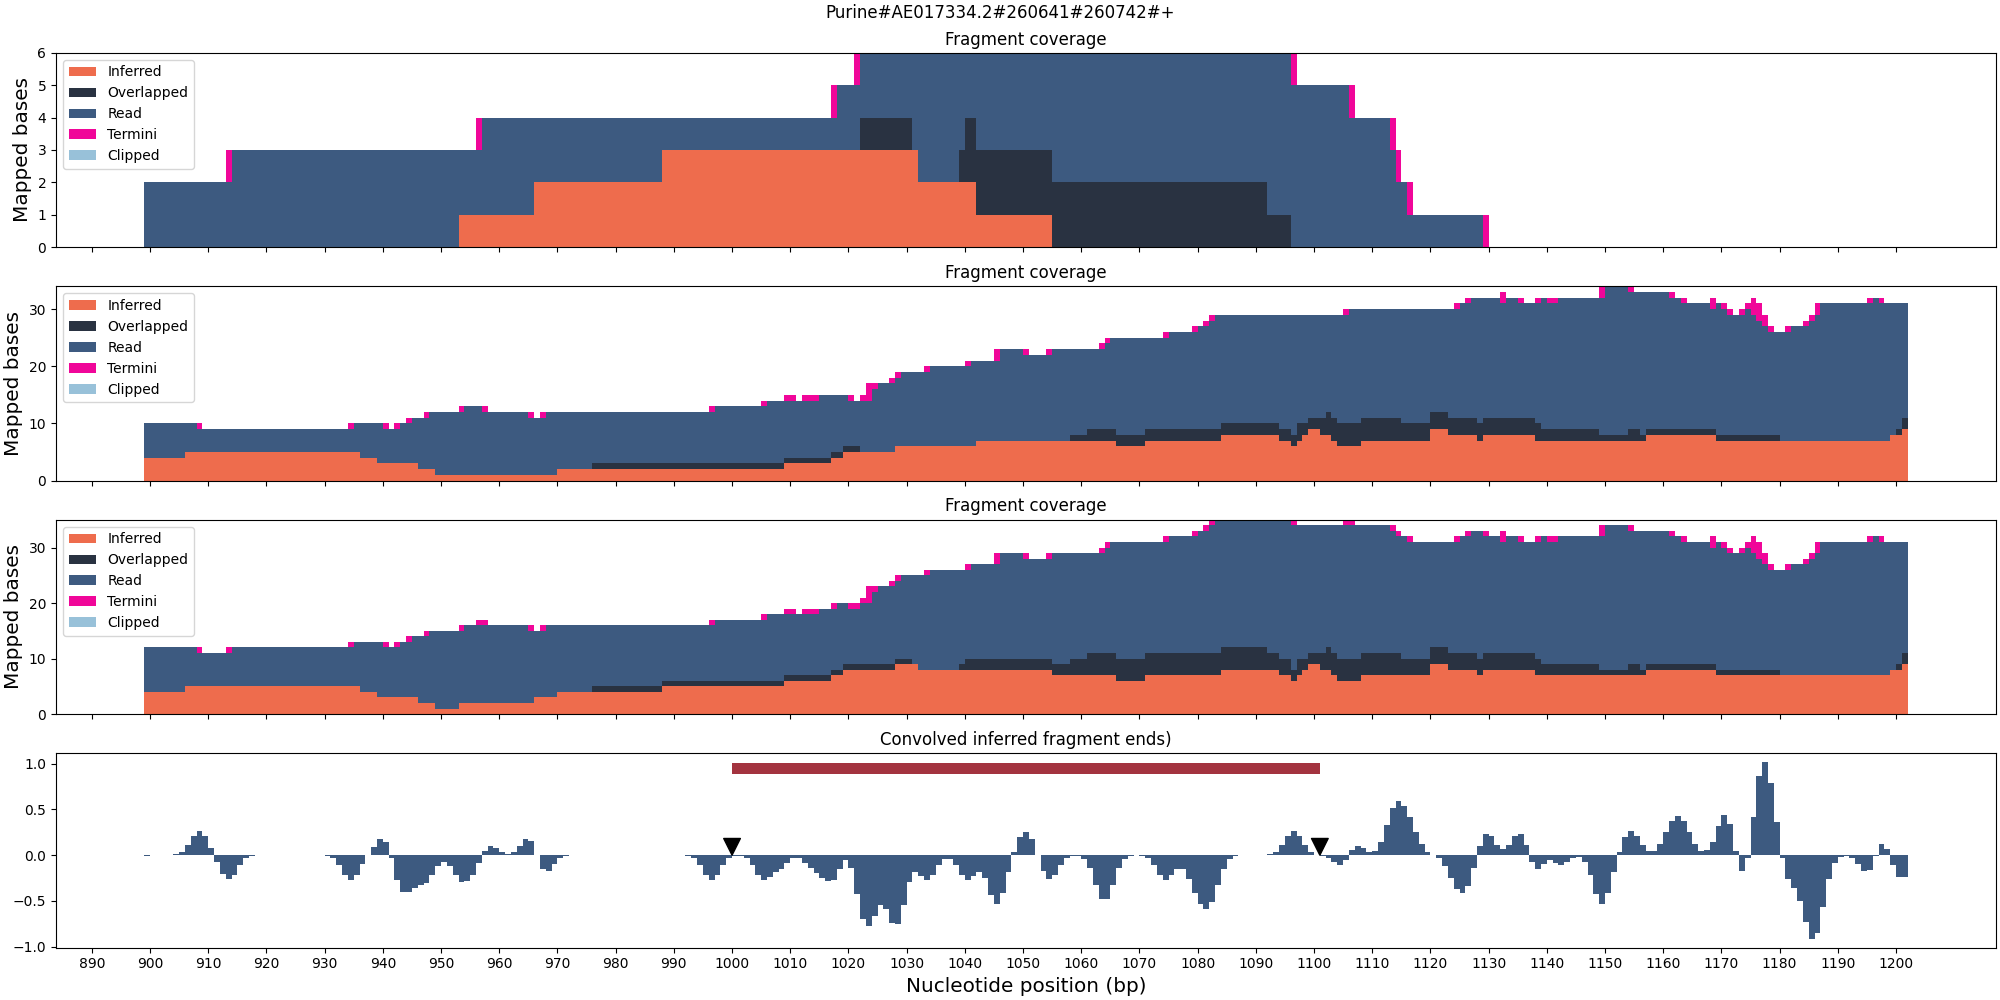 Purine#AE017334.2#260641#260742#+
Fragment coverage
Mapped bases
6
5
4
3
2
1
0
Inferred
Overlapped
Read
Termini
Clipped
Fragment coverage
Mapped bases
30
20
10
0
Inferred
Overlapped
Read
Termini
Clipped
Fragment coverage
Mapped bases
30
20
10
0
Inferred
Overlapped
Read
Termini
Clipped
Convolved inferred fragment ends)
1.0
0.5
0.0
−0.5
−1.0
890 900 910 920 930 940 950 960 970 980 990 1000 1010 1020 1030 1040 1050 1060 1070 1080 1090 1100 1110 1120 1130 1140 1150 1160 1170 1180 1190 1200
Nucleotide position (bp)